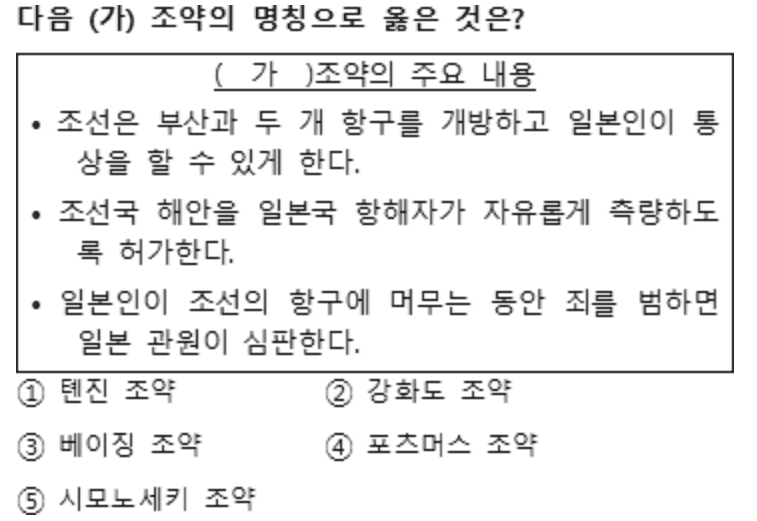 다음 (가) 조약의 명칭으로 옳은 것은?
( 가 )조약의 주요 내용
• 조선은 부산과 두 개 항구를 개방하고 일본인이 통
상을 할 수 있게 한다.
• 조선국 해안을 일본국 항해자가 자유롭게 측량하도
록 허가한다.
• 일본인이 조선의 항구에 머무는 동안 죄를 범하면
일본 관원이 심판한다.
① 톈진 조약 ② 강화도 조약
③ 베이징 조약 ④ 포츠머스 조약
⑤ 시모노세키 조약